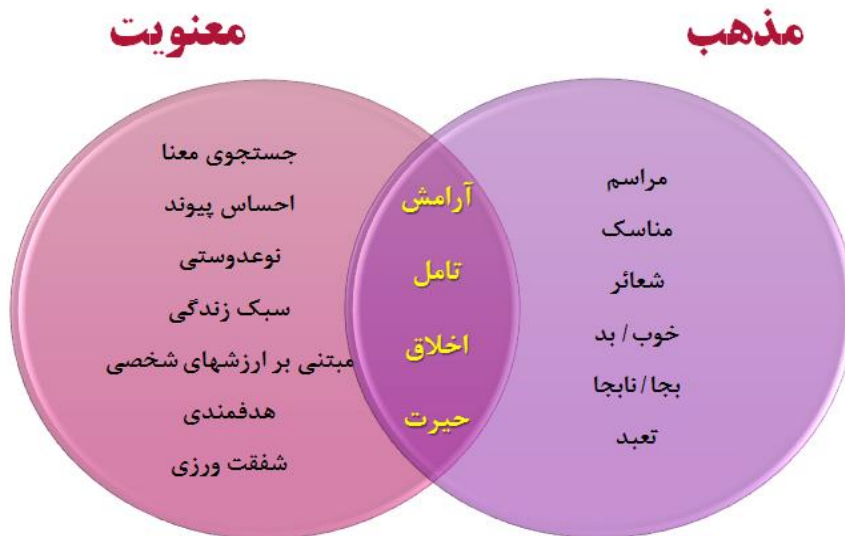 مذهب
معنویت
مراسم
مناسک
شعائر
خوب / بد
بجا / نابجا
تعبد
آرامش
تامل
اخلاق
حیرت
جستجوی معنا
احساس پیوند
نوعدوستی
سبک زندگی
مبتنی بر ارزشهای شخصی
هدفمندی
شفقت ورزی